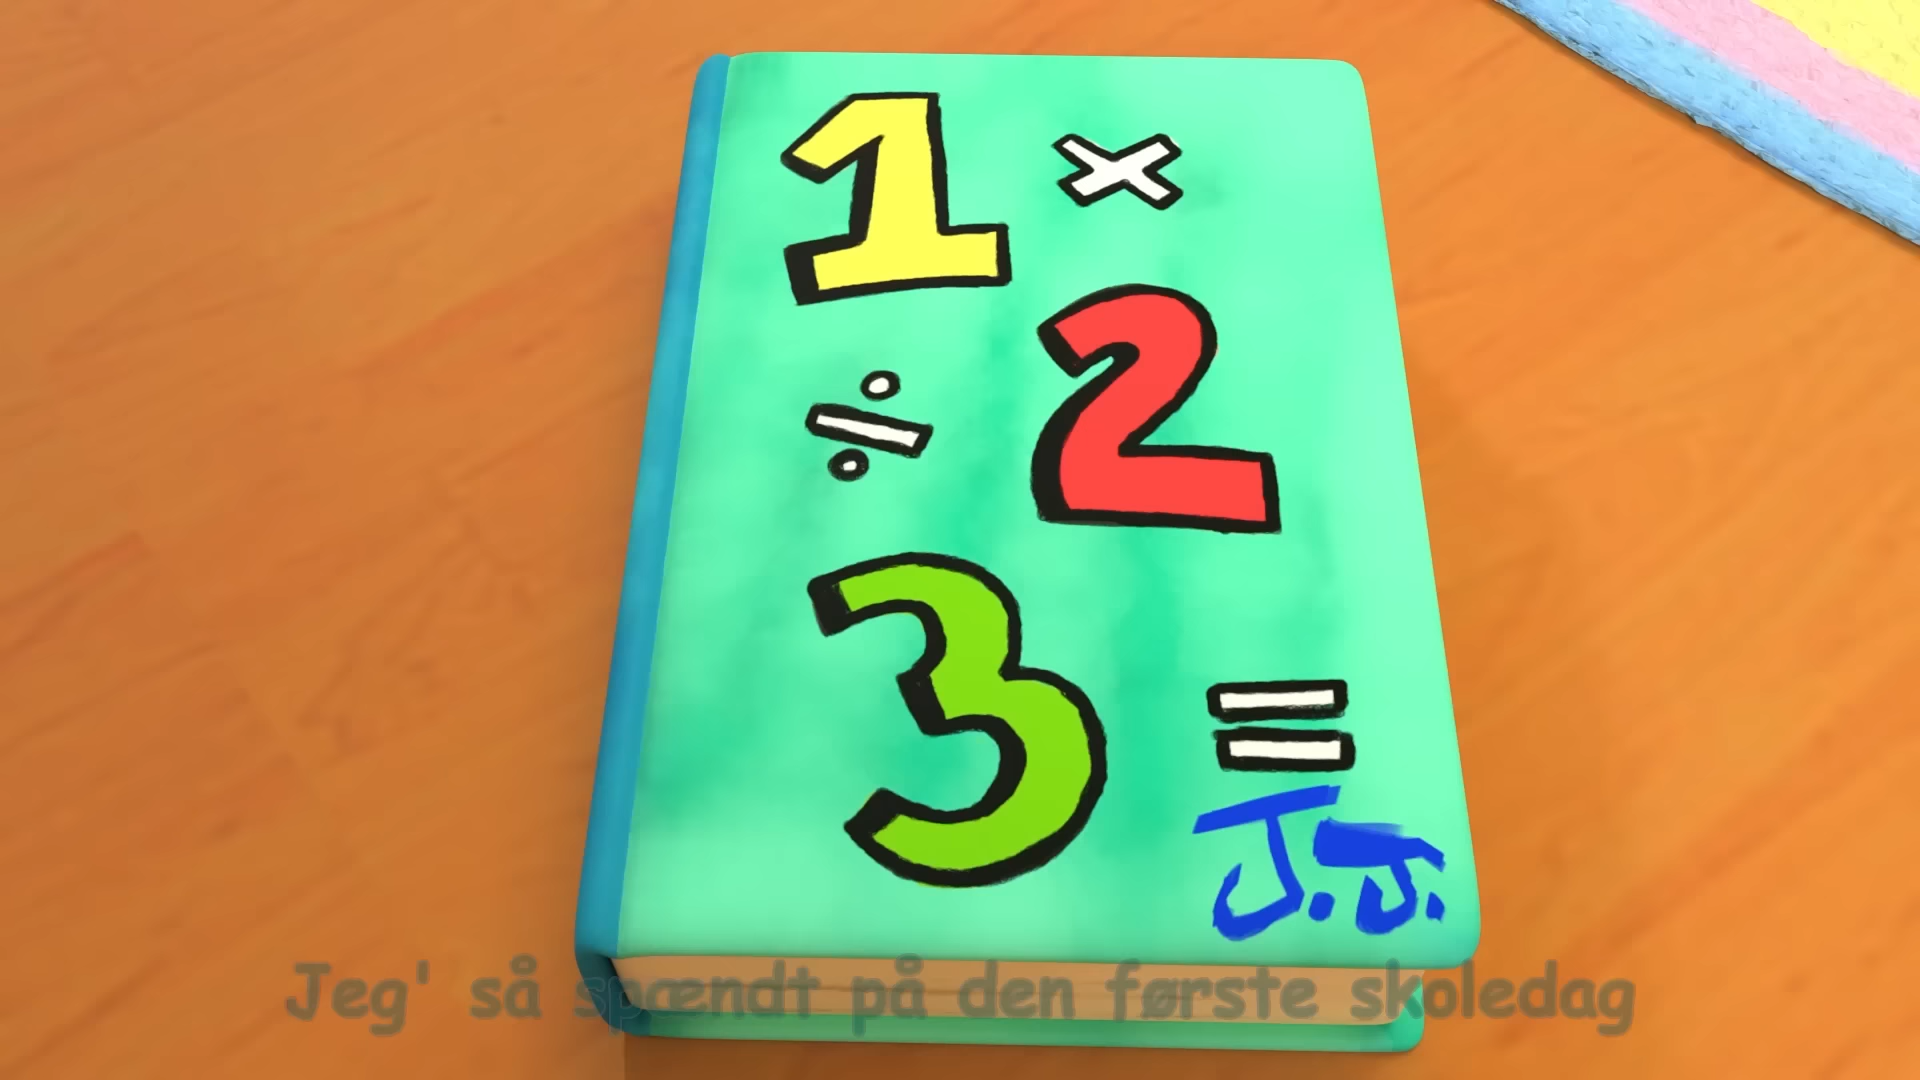 1 ×
÷ 2
3 =
J.J.
Jeg' så spændt på den første skoledag